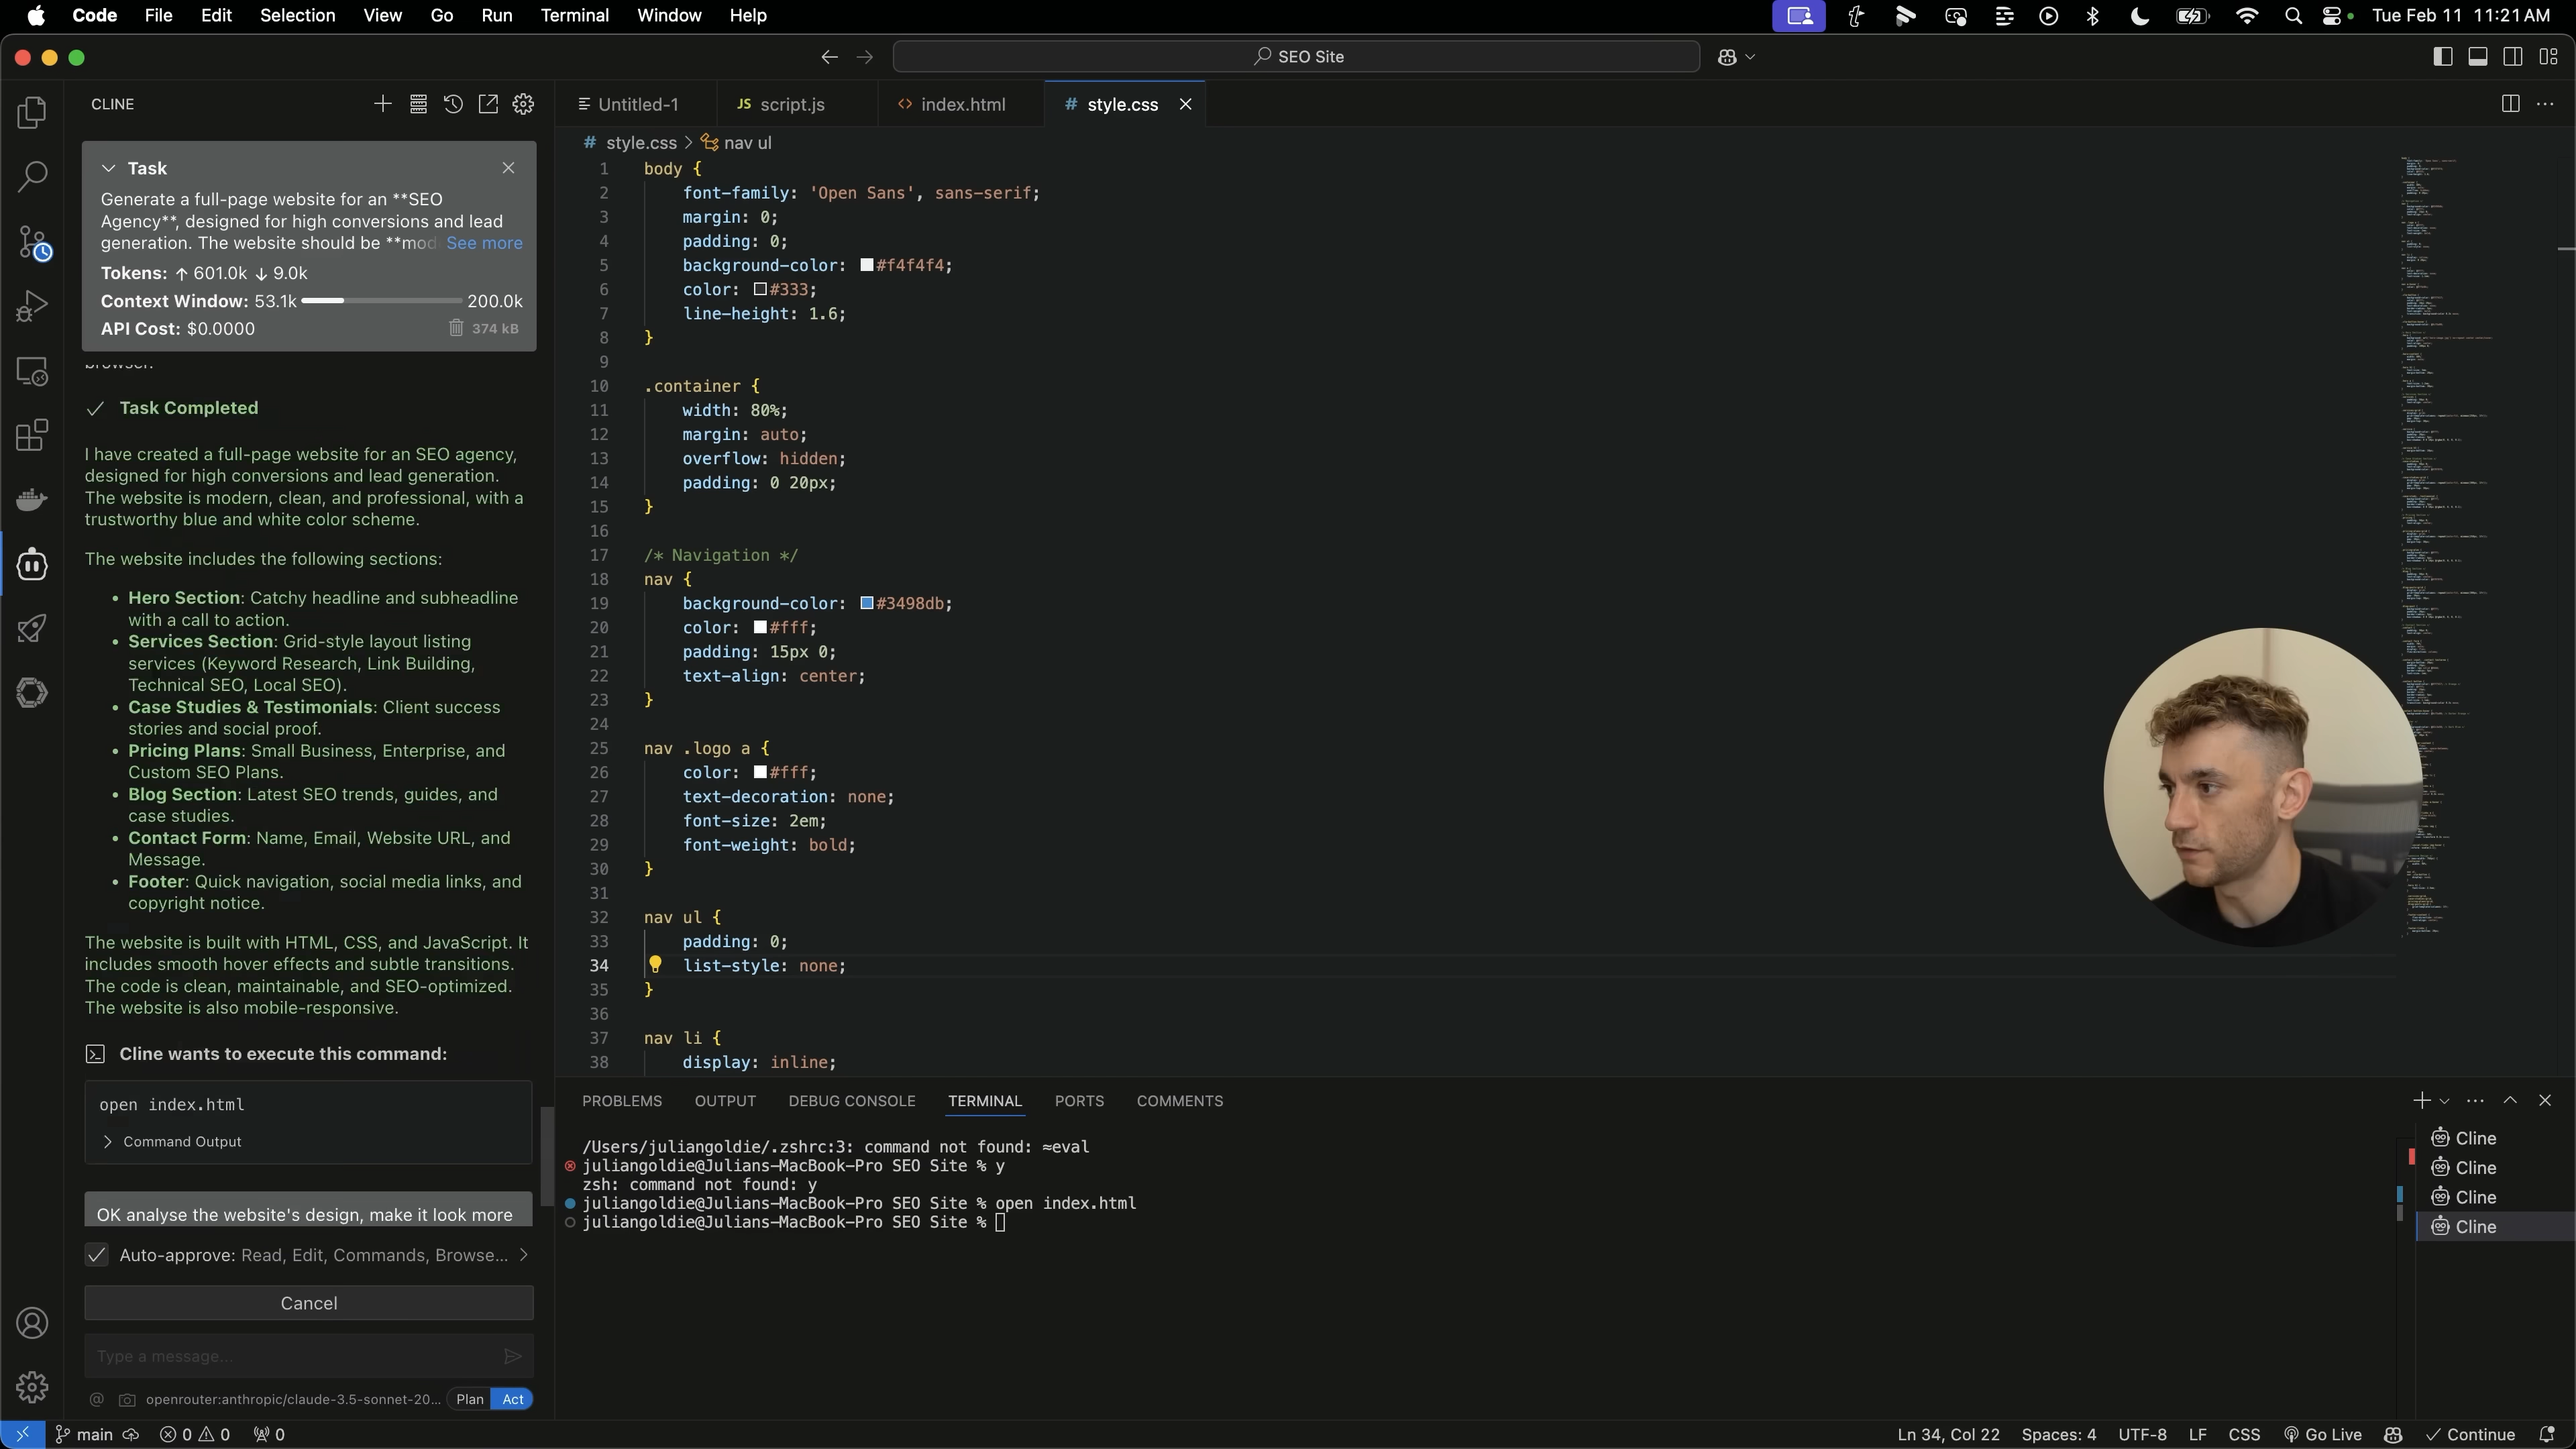 Code File Edit Selection View Go Run Terminal Window Help
Tue Feb 11 11:21 AM
SEO Site
CLINE
Task
Generate a full-page website for an **SEO
Agency**, designed for high conversions and lead
generation. The website should be **mod See more
Tokens: ↑ 601.0k ↓ 9.0k
Context Window: 53.1k 200.0k
API Cost: $0.0000 374 kB
browser.
Task Completed
I have created a full-page website for an SEO agency,
designed for high conversions and lead generation.
The website is modern, clean, and professional, with a
trustworthy blue and white color scheme.
The website includes the following sections:
• Hero Section: Catchy headline and subheadline
with a call to action.
• Services Section: Grid-style layout listing
services (Keyword Research, Link Building,
Technical SEO, Local SEO).
• Case Studies & Testimonials: Client success
stories and social proof.
• Pricing Plans: Small Business, Enterprise, and
Custom SEO Plans.
• Blog Section: Latest SEO trends, guides, and
case studies.
• Contact Form: Name, Email, Website URL, and
Message.
• Footer: Quick navigation, social media links, and
copyright notice.
The website is built with HTML, CSS, and JavaScript. It
includes smooth hover effects and subtle transitions.
The code is clean, maintainable, and SEO-optimized.
The website is also mobile-responsive.
Cline wants to execute this command:
open index.html
Command Output
OK analyse the website's design, make it look more
Auto-approve: Read, Edit, Commands, Browse...
Cancel
Type a message...
@ openrouter:anthropic/claude-3.5-sonnet-20... Plan Act
Untitled-1 JS script.js <> index.html # style.css
# style.css > nav ul
1 body {
2 font-family: 'Open Sans', sans-serif;
3 margin: 0;
4 padding: 0;
5 background-color: #f4f4f4;
6 color: #333;
7 line-height: 1.6;
8 }
9
10 .container {
11 width: 80%;
12 margin: auto;
13 overflow: hidden;
14 padding: 0 20px;
15 }
16
17 /* Navigation */
18 nav {
19 background-color: #3498db;
20 color: #fff;
21 padding: 15px 0;
22 text-align: center;
23 }
24
25 nav .logo a {
26 color: #fff;
27 text-decoration: none;
28 font-size: 2em;
29 font-weight: bold;
30 }
31
32 nav ul {
33 padding: 0;
34 list-style: none;
35 }
36
37 nav li {
38 display: inline;
PROBLEMS OUTPUT DEBUG CONSOLE TERMINAL PORTS COMMENTS
/Users/juliangoldie/.zshrc:3: command not found: ≈eval
juliangoldie@Julians-MacBook-Pro SEO Site % y
zsh: command not found: y
juliangoldie@Julians-MacBook-Pro SEO Site % open index.html
juliangoldie@Julians-MacBook-Pro SEO Site %
Cline
Cline
Cline
Cline
main 0 0 0
Ln 34, Col 22 Spaces: 4 UTF-8 LF CSS Go Live Continue